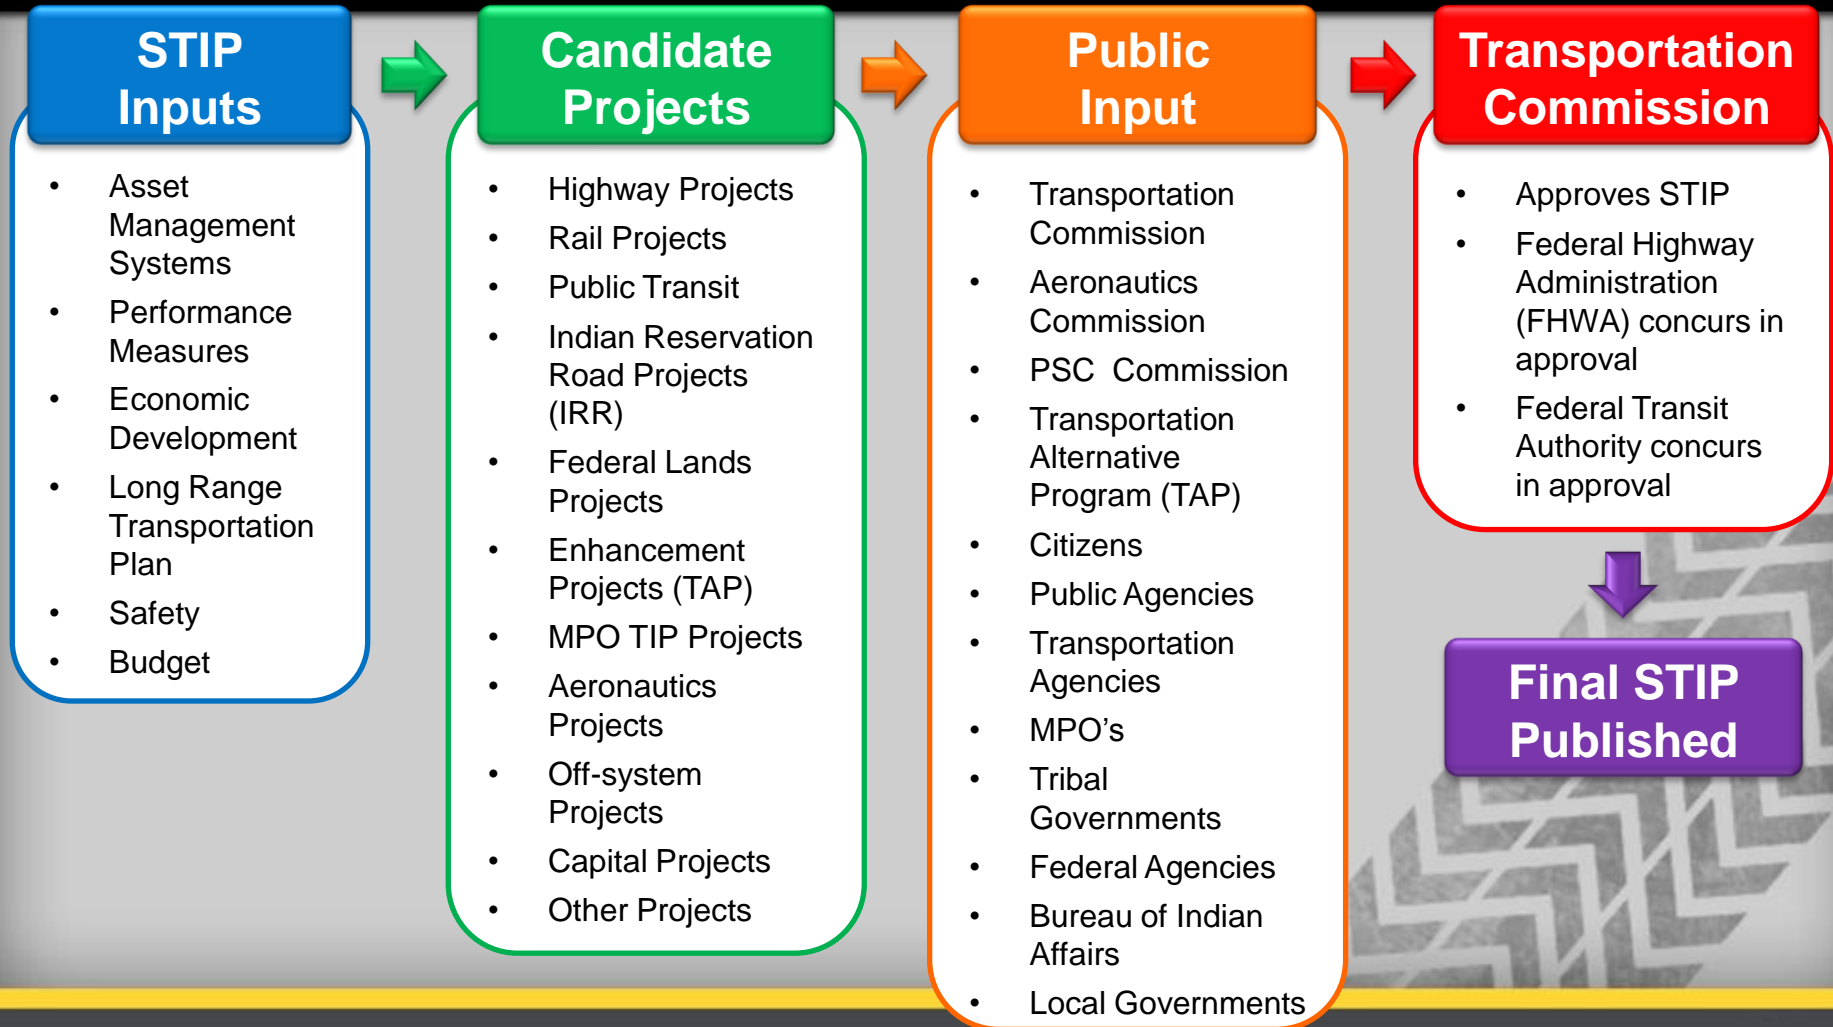 STIP
Inputs
• Asset
Management
Systems
• Performance
Measures
• Economic
Development
• Long Range
Transportation
Plan
• Safety
• Budget
Candidate
Projects
• Highway Projects
• Rail Projects
• Public Transit
• Indian Reservation
Road Projects
(IRR)
• Federal Lands
Projects
• Enhancement
Projects (TAP)
• MPO TIP Projects
• Aeronautics
Projects
• Off-system
Projects
• Capital Projects
• Other Projects
Public
Input
• Transportation
Commission
• Aeronautics
Commission
• PSC Commission
• Transportation
Alternative
Program (TAP)
• Citizens
• Public Agencies
• Transportation
Agencies
• MPO’s
• Tribal
Governments
• Federal Agencies
• Bureau of Indian
Affairs
• Local Governments
Transportation
Commission
• Approves STIP
• Federal Highway
Administration
(FHWA) concurs in
approval
• Federal Transit
Authority concurs
in approval
Final STIP
Published